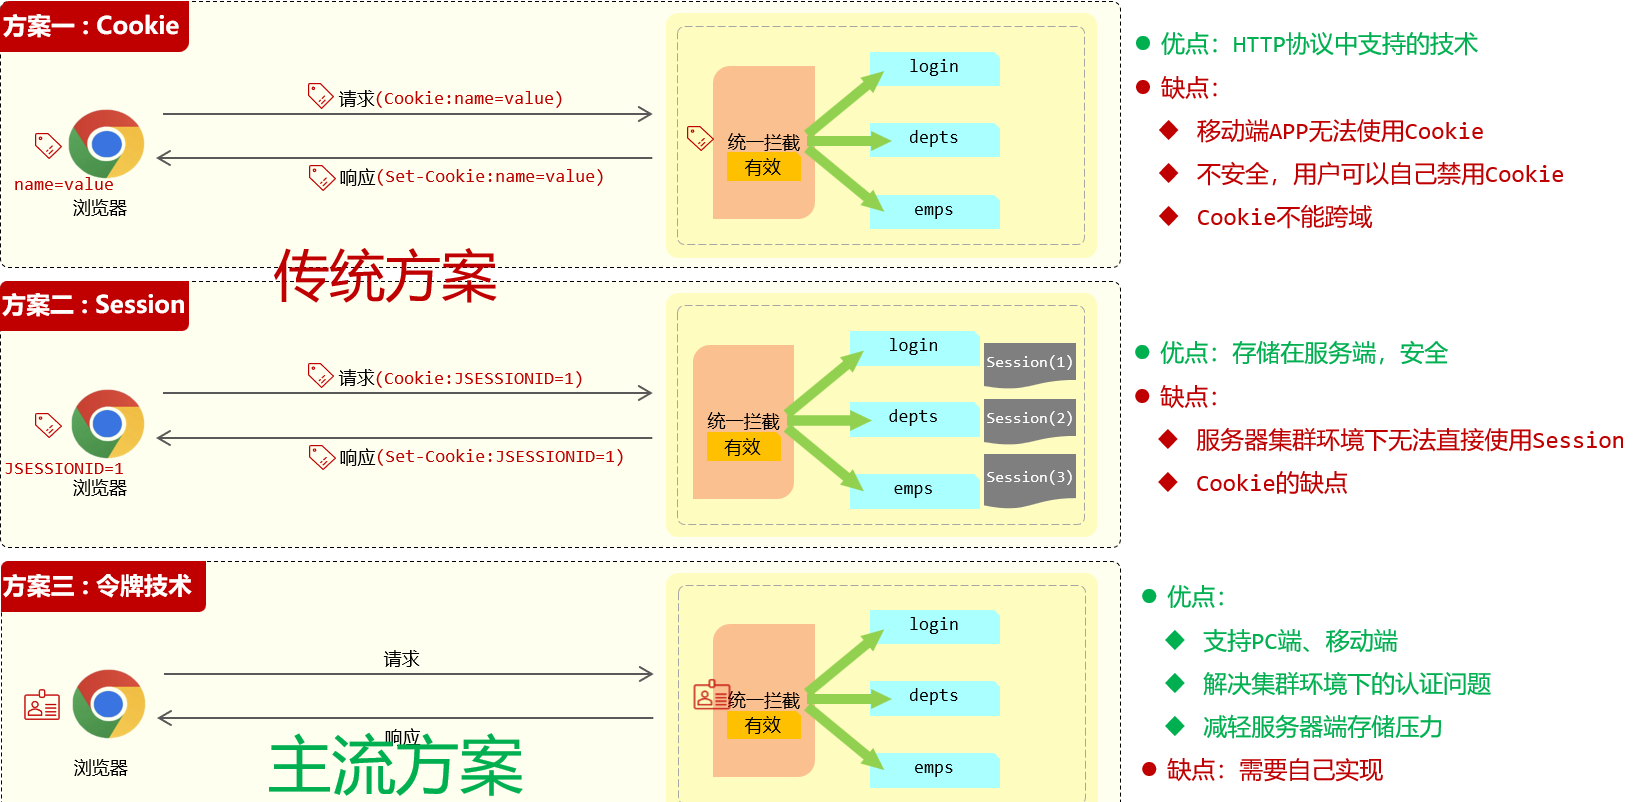 方案一：Cookie
请求(Cookie:name=value)
响应(Set-Cookie:name=value)
name=value
浏览器
统一拦截
有效
login
depts
emps
优点：HTTP协议中支持的技术
缺点：
移动端APP无法使用Cookie
不安全，用户可以自己禁用Cookie
Cookie不能跨域
传统方案
方案二：Session
请求(Cookie:JSESSIONID=1)
响应(Set-Cookie:JSESSIONID=1)
JSESSIONID=1
浏览器
统一拦截
有效
login
depts
emps
Session(1)
Session(2)
Session(3)
优点：存储在服务端，安全
缺点：
服务器集群环境下无法直接使用Session
Cookie的缺点
方案三：令牌技术
请求
响应
浏览器
主流方案
统一拦截
有效
login
depts
emps
优点：
支持PC端、移动端
解决集群环境下的认证问题
减轻服务器端存储压力
缺点：需要自己实现